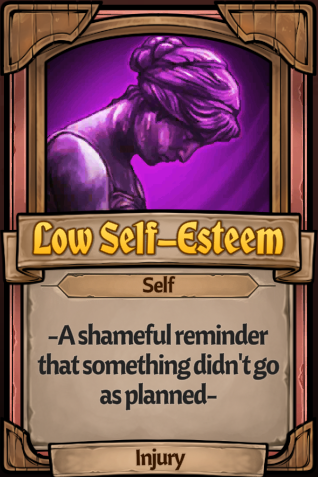 Low Self-Esteem
Self
-A shameful reminder
that something didn't go
as planned-
Injury